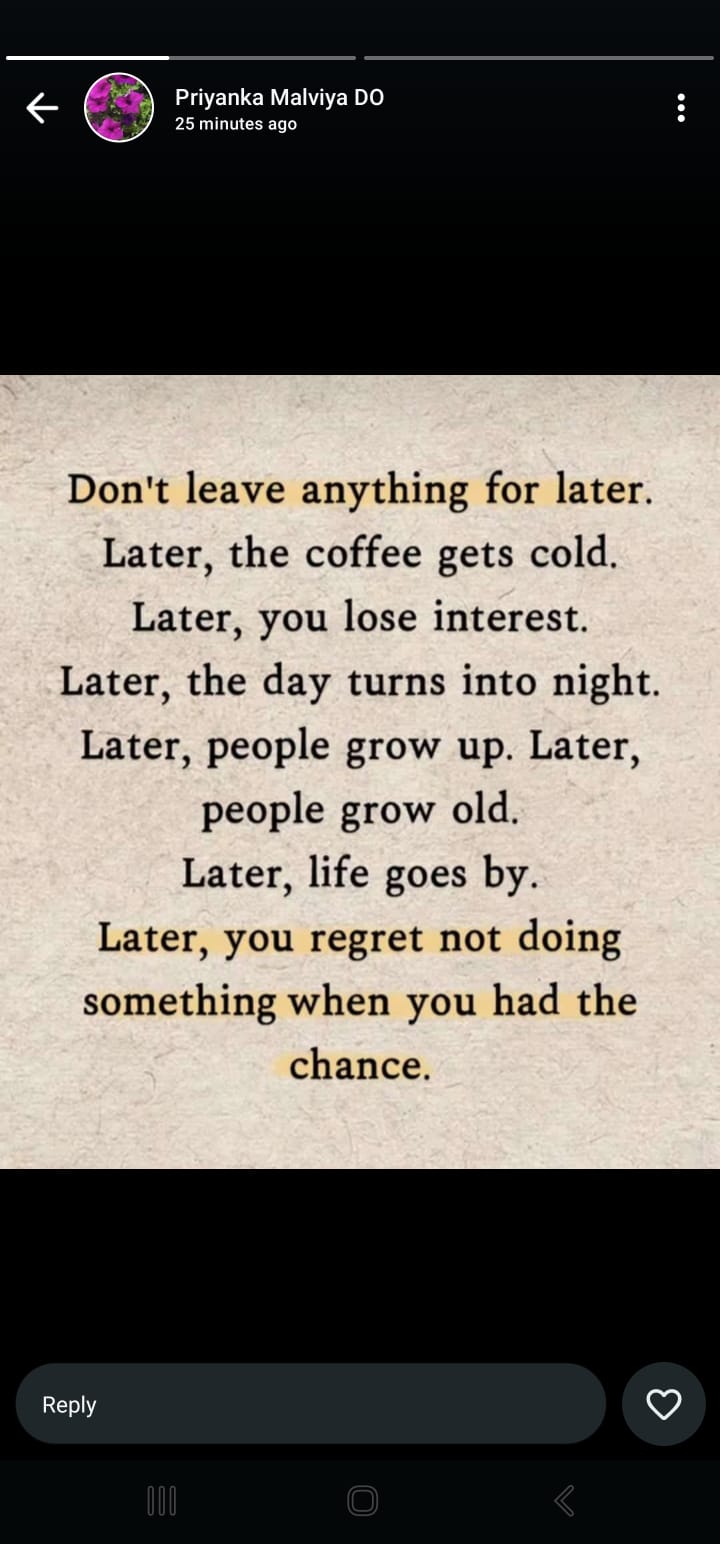 Priyanka Malviya DO
25 minutes ago
Don't leave anything for later.
Later, the coffee gets cold.
Later, you lose interest.
Later, the day turns into night.
Later, people grow up. Later,
people grow old.
Later, life goes by.
Later, you regret not doing
something when you had the
chance.
Reply